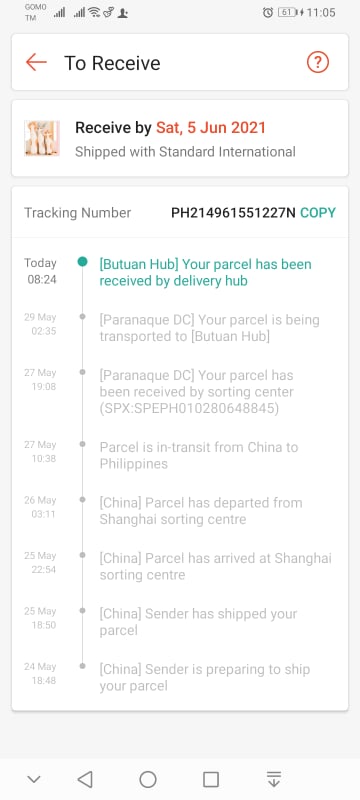 GOMO
TM
61
11:05
To Receive
?
Receive by Sat, 5 Jun 2021
Shipped with Standard International
Tracking Number PH214961551227N COPY
Today
08:24
[Butuan Hub] Your parcel has been
received by delivery hub
29 May
02:35
[Paranaque DC] Your parcel is being
transported to [Butuan Hub]
27 May
19:08
[Paranaque DC] Your parcel has
been received by sorting center
(SPX:SPEPH010280648845)
27 May
10:38
Parcel is in-transit from China to
Philippines
26 May
03:11
[China] Parcel has departed from
Shanghai sorting centre
25 May
22:54
[China] Parcel has arrived at Shanghai
sorting centre
25 May
18:50
[China] Sender has shipped your
parcel
24 May
18:48
[China] Sender is preparing to ship
your parcel